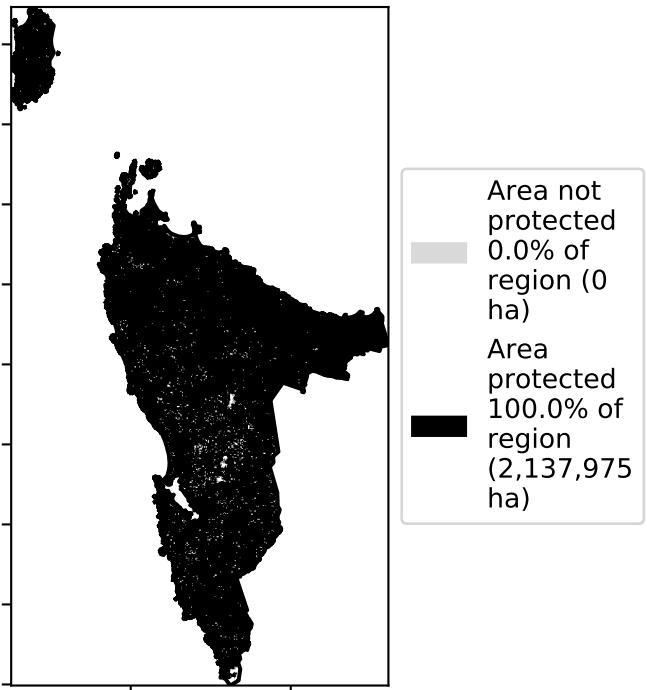 Area not
protected
0.0% of
region (0
ha)
Area
protected
100.0% of
region
(2,137,975
ha)